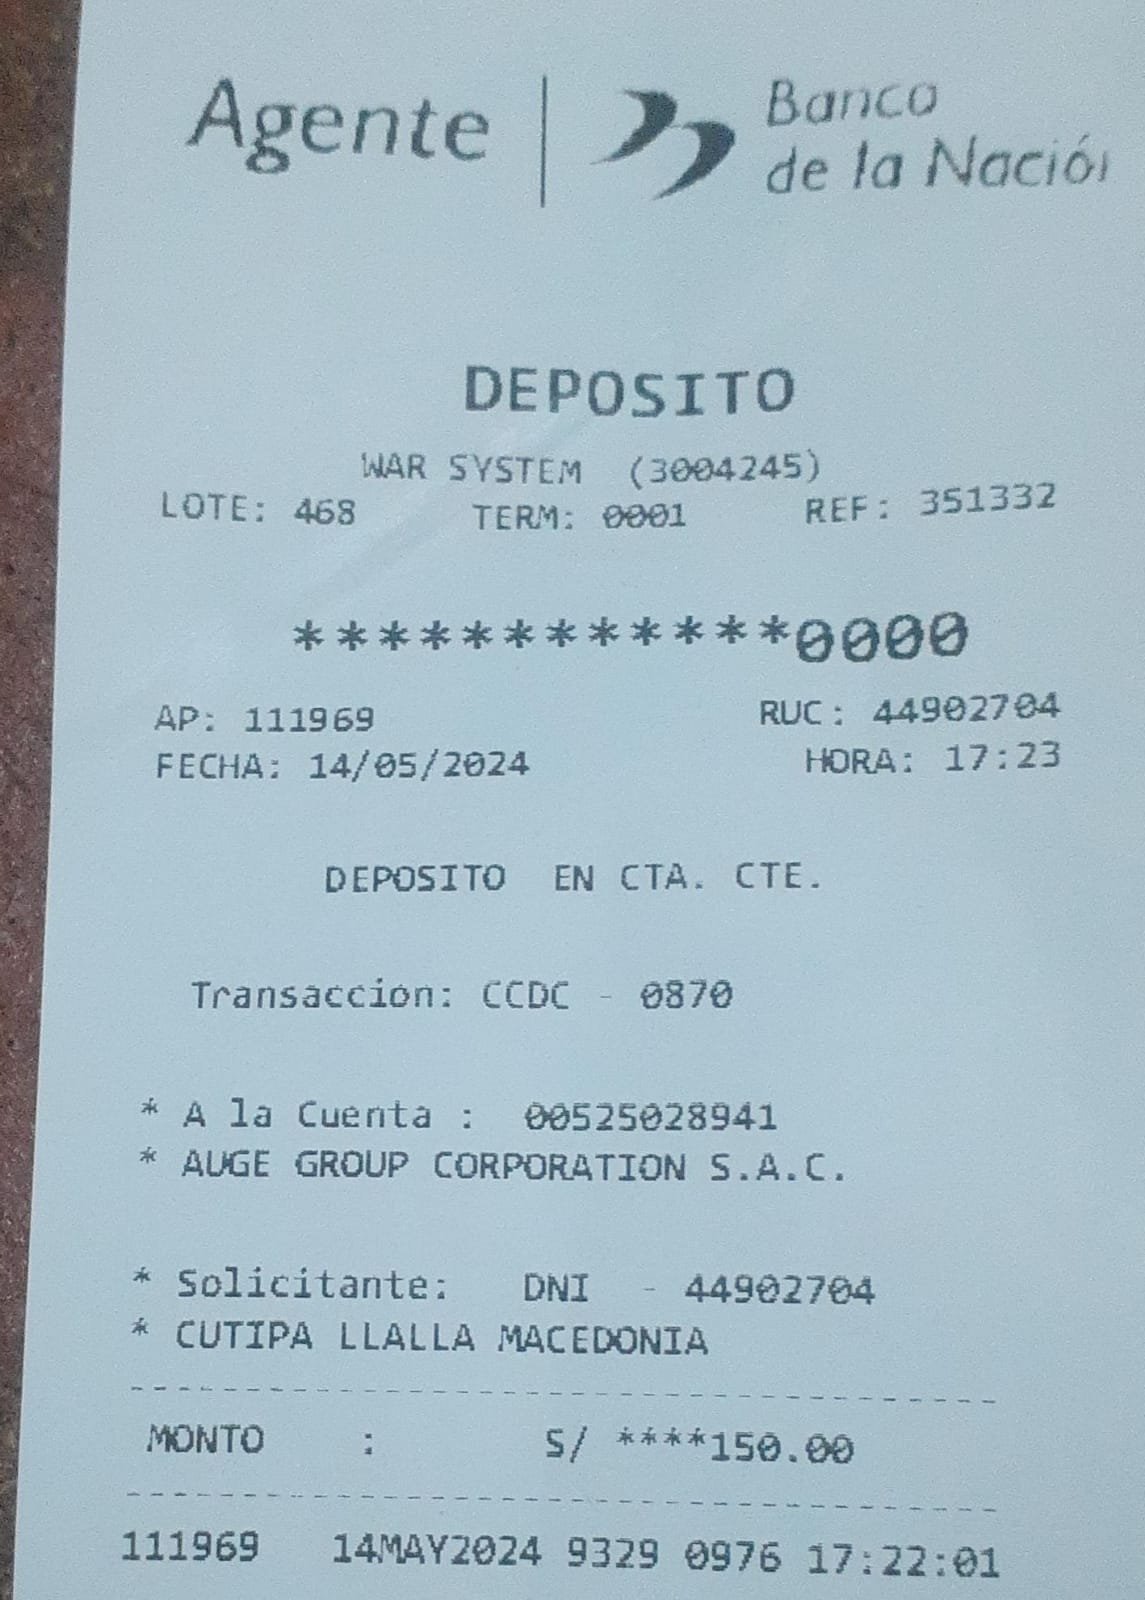 Agente | Banco
de la Nación
DEPOSITO
WAR SYSTEM (3004245)
LOTE: 468 TERM: 0001 REF: 351332
************0000
AP: 111969 RUC: 44902704
FECHA: 14/05/2024 HORA: 17:23
DEPOSITO EN CTA. CTE.
Transaccion: CCDC - 0870
* A la Cuenta : 00525028941
* AUGE GROUP CORPORATION S.A.C.
* Solicitante: DNI - 44902704
* CUTIPA LLALLA MACEDONIA
MONTO : S/ ****150.00
111969 14MAY2024 9329 0976 17:22:01